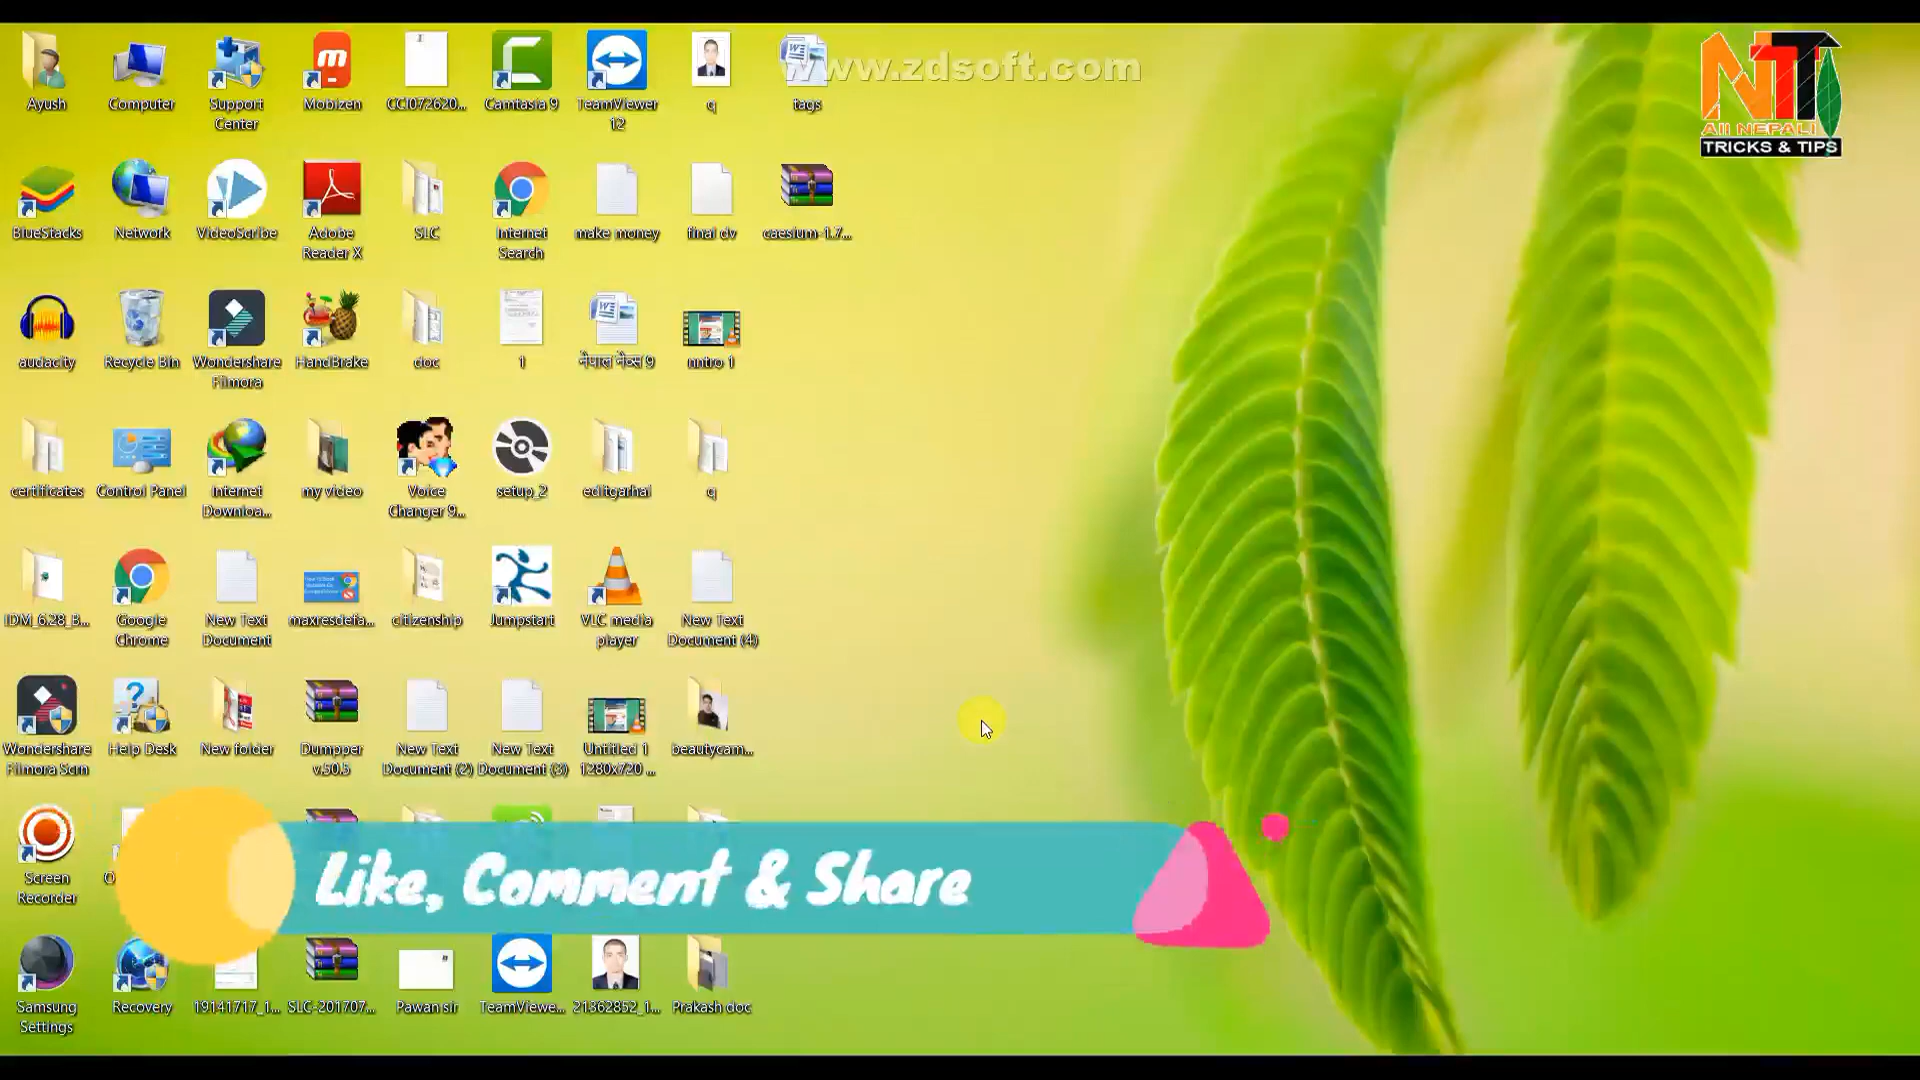 www.zdsoft.com
NTT
All NEPALI
TRICKS & TIPS
Ayush
Computer
Support
Center
Mobizen
CCI072620...
Camtasia 9
TeamViewer
12
q
tags
BlueStacks
Network
VideoScribe
Adobe
Reader X
SLC
Internet
Search
make money
final dv
caesium-1.7...
audacity
Recycle Bin
Wondershare
Filmora
HandBrake
doc
1
नेपाल नेव्स 9
nntro 1
certificates
Control Panel
Internet
Downloa...
my video
Voice
Changer 9...
setup_2
editgarhai
q
IDM_6.28_B...
Google
Chrome
New Text
Document
maxresdefa...
citizenship
Jumpstart
VLC media
player
New Text
Document (4)
Wondershare
Filmora Scrn
Help Desk
New folder
Dumpper
v.50.5
New Text
Document (2)
New Text
Document (3)
Untitled 1
1280x720 ...
beautycam...
Screen
Recorder
Like, Comment & Share
Samsung
Settings
Recovery
19141717_1...
SLC-201707...
Pawan sir
TeamViewe...
21362852_1...
Prakash doc